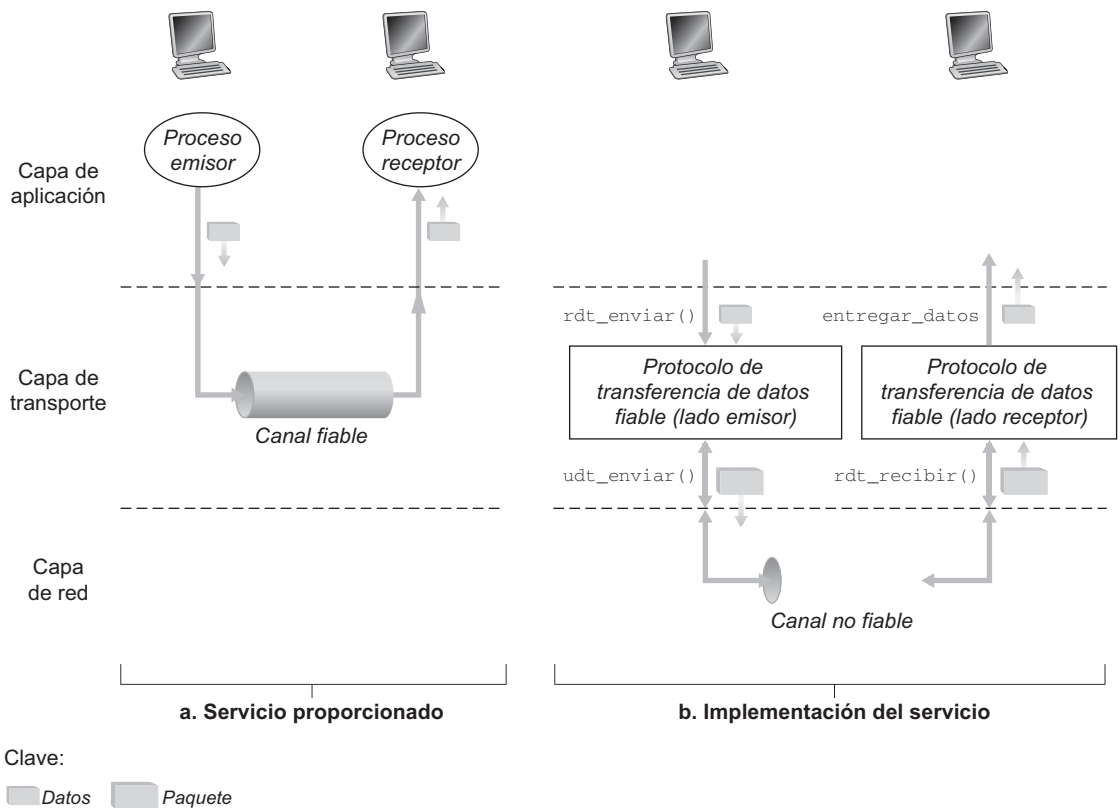 Proceso
emisor
Proceso
receptor
Capa de
aplicación
rdt_enviar()
entregar_datos
Capa de
transporte
Canal fiable
Protocolo de
transferencia de datos
fiable (lado emisor)
Protocolo de
transferencia de datos
fiable (lado receptor)
udt_enviar()
rdt_recibir()
Capa
de red
Canal no fiable
a. Servicio proporcionado
b. Implementación del servicio
Clave:
Datos
Paquete